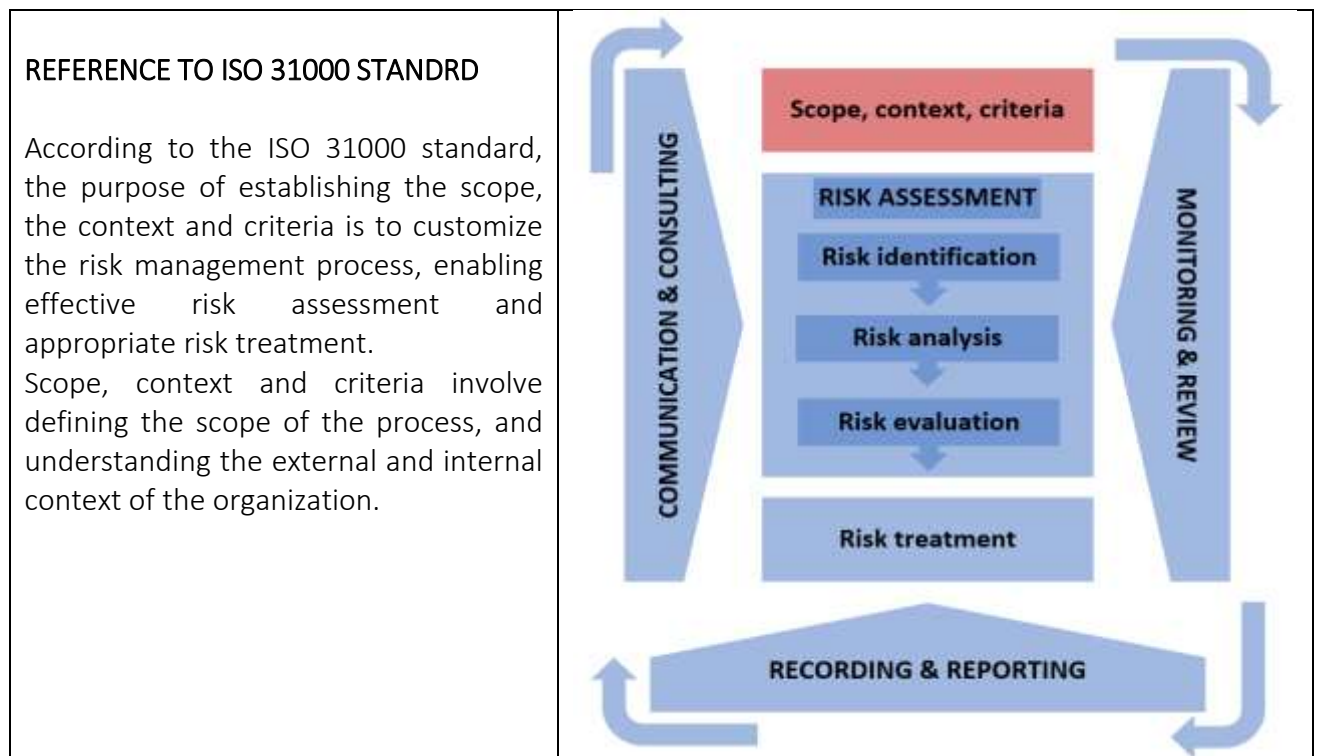 REFERENCE TO ISO 31000 STANDRD
According to the ISO 31000 standard,
the purpose of establishing the scope,
the context and criteria is to customize
the risk management process, enabling
effective risk assessment and
appropriate risk treatment.
Scope, context and criteria involve
defining the scope of the process, and
understanding the external and internal
context of the organization.
COMMUNICATION & CONSULTING
Scope, context, criteria
RISK ASSESSMENT
Risk identification
Risk analysis
Risk evaluation
Risk treatment
MONITORING & REVIEW
RECORDING & REPORTING